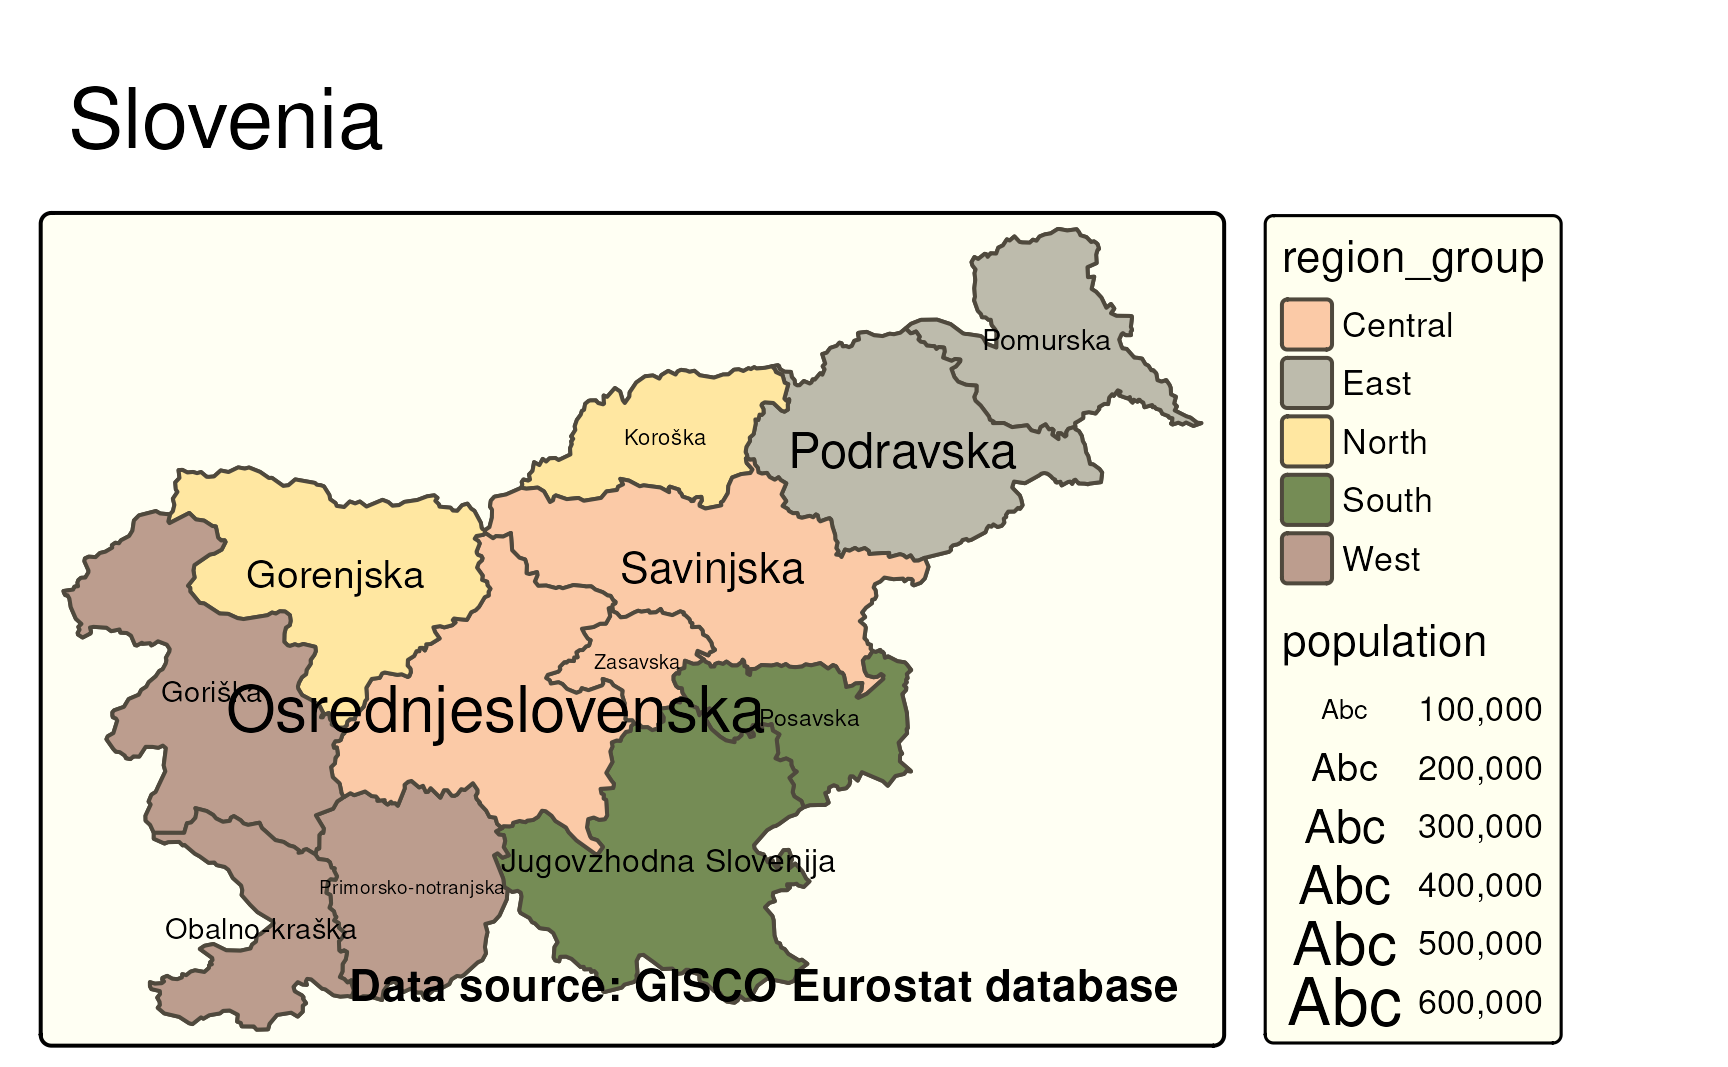 Slovenia
Pomurska
Koroška
Podravska
Gorenjska
Savinjska
Zasavska
Goriška
Osrednjeslovenska
Posavska
Jugovzhodna Slovenija
Primorsko-notranjska
Obalno-kraška
Data source: GISCO Eurostat database
region_group
Central
East
North
South
West
population
Abc 100,000
Abc 200,000
Abc 300,000
Abc 400,000
Abc 500,000
Abc 600,000